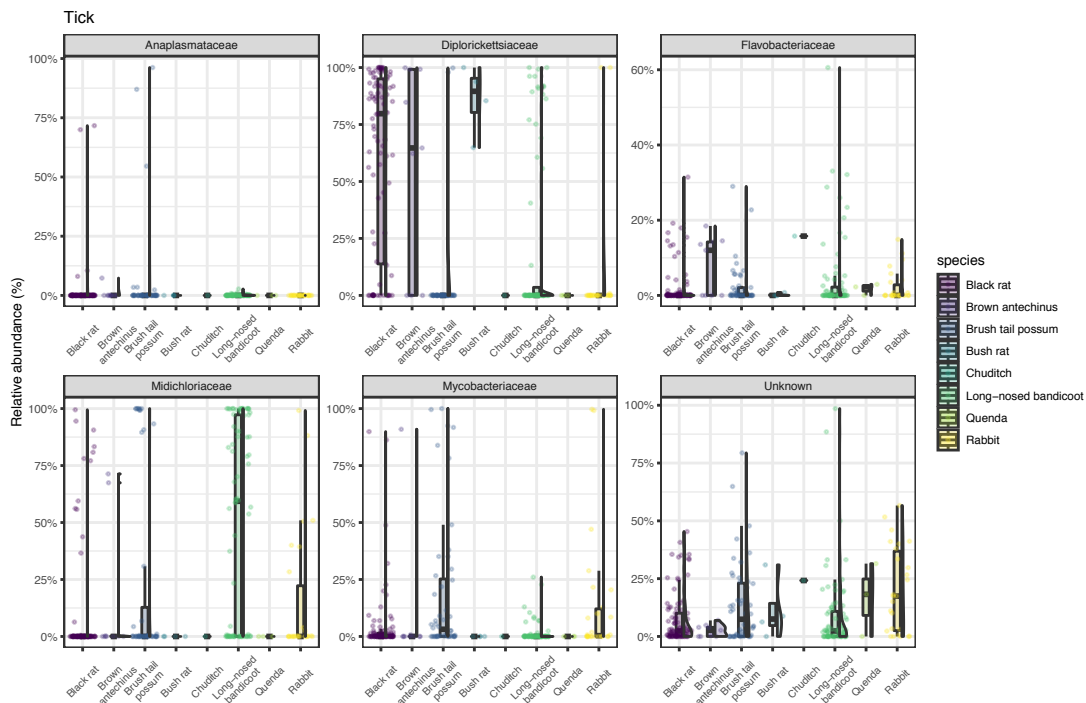 Tick
Relative abundance (%)
Anaplasmataceae
100%
75%
50%
25%
0%
Black rat
Brown antechinus
Brush tail possum
Bush rat
Chuditch
Long-nosed bandicoot
Quenda
Rabbit
Diplorickettsiaceae
100%
75%
50%
25%
0%
Black rat
Brown antechinus
Brush tail possum
Bush rat
Chuditch
Long-nosed bandicoot
Quenda
Rabbit
Flavobacteriaceae
60%
40%
20%
0%
Black rat
Brown antechinus
Brush tail possum
Bush rat
Chuditch
Long-nosed bandicoot
Quenda
Rabbit
Midichloriaceae
100%
75%
50%
25%
0%
Black rat
Brown antechinus
Brush tail possum
Bush rat
Chuditch
Long-nosed bandicoot
Quenda
Rabbit
Mycobacteriaceae
100%
75%
50%
25%
0%
Black rat
Brown antechinus
Brush tail possum
Bush rat
Chuditch
Long-nosed bandicoot
Quenda
Rabbit
Unknown
100%
75%
50%
25%
0%
Black rat
Brown antechinus
Brush tail possum
Bush rat
Chuditch
Long-nosed bandicoot
Quenda
Rabbit
species
Black rat
Brown antechinus
Brush tail possum
Bush rat
Chuditch
Long-nosed bandicoot
Quenda
Rabbit